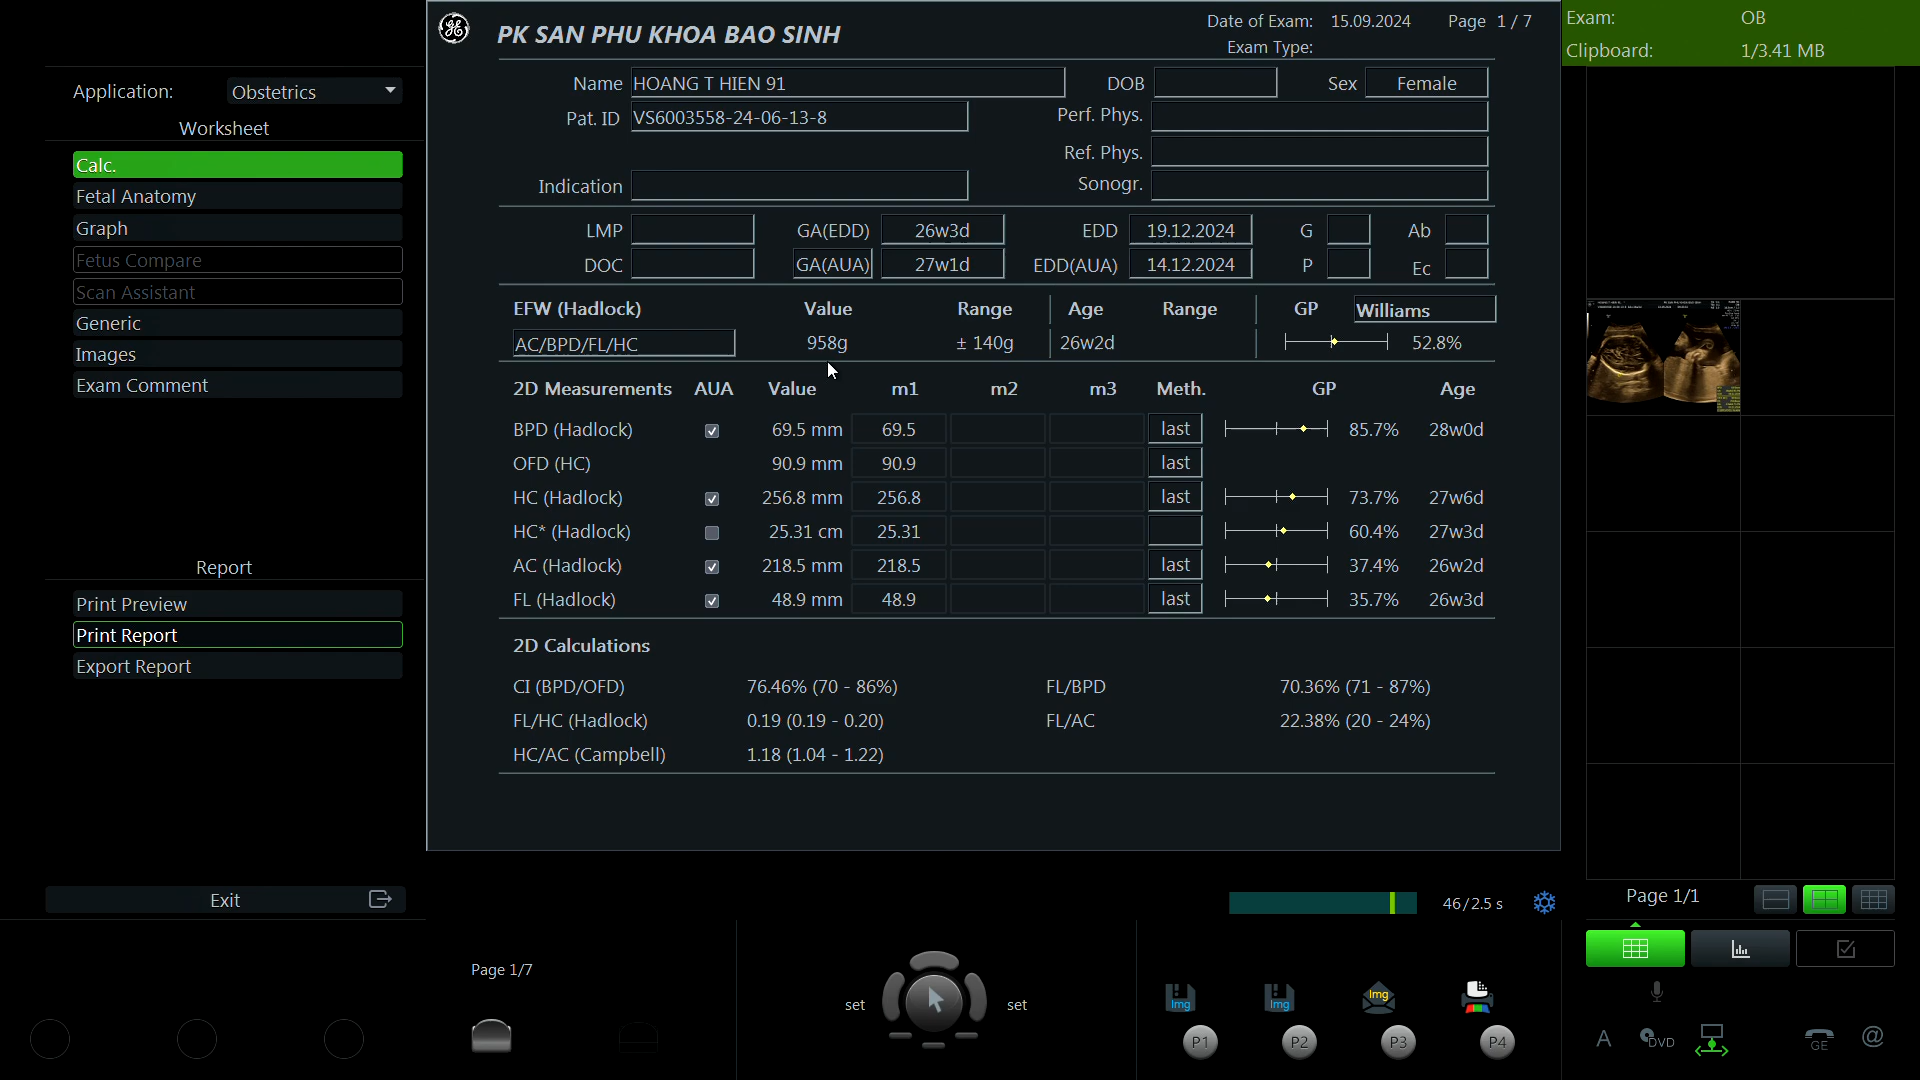 Application: Obstetrics
Worksheet
Calc.
Fetal Anatomy
Graph
Fetus Compare
Scan Assistant
Generic
Images
Exam Comment
Report
Print Preview
Print Report
Export Report
Exit
PK SAN PHU KHOA BAO SINH
Date of Exam: 15.09.2024 Page 1 / 7
Exam Type:
Name HOANG T HIEN 91 DOB Sex Female
Pat. ID VS6003558-24-06-13-8 Perf. Phys.
Ref. Phys.
Indication Sonogr.
LMP GA(EDD) 26w3d EDD 19.12.2024 G Ab
DOC GA(AUA) 27w1d EDD(AUA) 14.12.2024 P Ec
EFW (Hadlock) Value Range Age Range GP Williams
AC/BPD/FL/HC 958g ± 140g 26w2d 52.8%
2D Measurements AUA Value m1 m2 m3 Meth. GP Age
BPD (Hadlock) 69.5 mm 69.5 last 85.7% 28w0d
OFD (HC) 90.9 mm 90.9 last
HC (Hadlock) 256.8 mm 256.8 last 73.7% 27w6d
HC* (Hadlock) 25.31 cm 25.31 60.4% 27w3d
AC (Hadlock) 218.5 mm 218.5 last 37.4% 26w2d
FL (Hadlock) 48.9 mm 48.9 last 35.7% 26w3d
2D Calculations
CI (BPD/OFD) 76.46% (70 - 86%) FL/BPD 70.36% (71 - 87%)
FL/HC (Hadlock) 0.19 (0.19 - 0.20) FL/AC 22.38% (20 - 24%)
HC/AC (Campbell) 1.18 (1.04 - 1.22)
46/2.5 s
Page 1/7
set set
Img Img Img
P1 P2 P3 P4
Exam: OB
Clipboard: 1/3.41 MB
Page 1/1
A DVD GE @